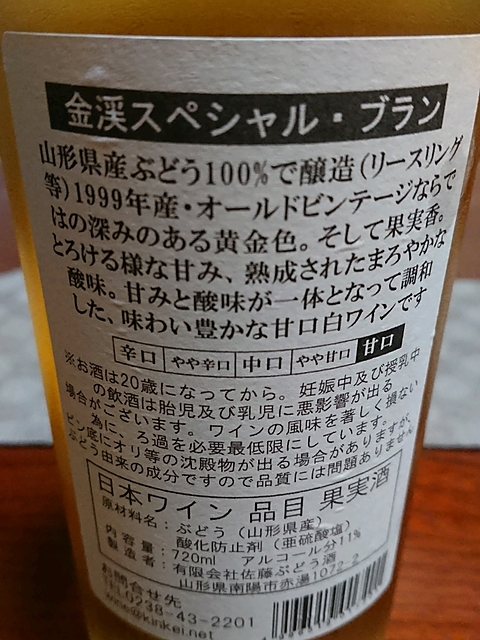 金渓スペシャル・ブラン
山形県産ぶどう100%で醸造(リースリング
等)1999年産・オールドビンテージならで
はの深みのある黄金色。そして果実香。
とろける様な甘み、熟成されたまろやかな
酸味。甘みと酸味が一体となって調和
した、味わい豊かな甘口白ワインです
辛口 やや辛口 中口 やや甘口 甘口
※お酒は20歳になってから。妊娠中及び授乳中
の飲酒は胎児及び乳児に悪影響が出る
場合がございます。ワインの風味を著しく損ない
為に、ろ過を必要最低限にしています。
ビン底にオリ等の沈殿物が出る場合がありますが、
ぶどう由来の成分ですので品質には問題ありません
日本ワイン 品目 果実酒
原材料名:ぶどう(山形県産)
酸化防止剤(亜硫酸塩)
内容量:720ml アルコール分11%
製造者:有限会社佐藤ぶどう酒
山形県南陽市赤湯1072-2
お問合せ先
TEL0238-43-2201
wine@kinkei.net